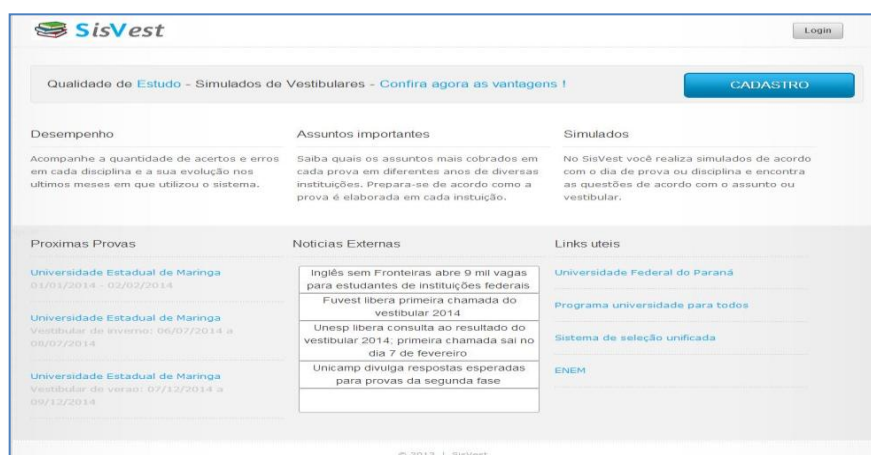 SisVest
Login
Qualidade de Estudo - Simulados de Vestibulares - Confira agora as vantagens !
CADASTRO
Desempenho
Acompanhe a quantidade de acertos e erros
em cada disciplina e a sua evolução nos
ultimos meses em que utilizou o sistema.
Assuntos importantes
Saiba quais os assuntos mais cobrados em
cada prova em diferentes anos de diversas
instituições. Prepara-se de acordo como a
prova é elaborada em cada instuição.
Simulados
No SisVest você realiza simulados de acordo
com o dia de prova ou disciplina e encontra
as questões de acordo com o assunto ou
vestibular.
Proximas Provas
Universidade Estadual de Maringa
01/01/2014 - 02/02/2014
Universidade Estadual de Maringa
Vestibular de inverno: 06/07/2014 a
08/07/2014
Universidade Estadual de Maringa
Vestibular de verao: 07/12/2014 a
09/12/2014
Noticias Externas
Inglês sem Fronteiras abre 9 mil vagas
para estudantes de instituições federais
Fuvest libera primeira chamada do
vestibular 2014
Unesp libera consulta ao resultado do
vestibular 2014; primeira chamada sai no
dia 7 de fevereiro
Unicamp divulga respostas esperadas
para provas da segunda fase
Links uteis
Universidade Federal do Paraná
Programa universidade para todos
Sistema de seleção unificada
ENEM